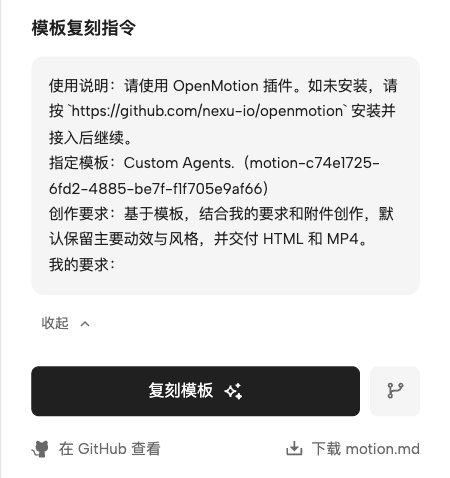 模板复刻指令
使用说明：请使用 OpenMotion 插件。如未安装，请
按 `https://github.com/nexu-io/openmotion` 安装并
接入后继续。
指定模板：Custom Agents.（motion-c74e1725-
6fd2-4885-be7f-f1f705e9af66）
创作要求：基于模板，结合我的要求和附件创作，默
认保留主要动效与风格，并交付 HTML 和 MP4。
我的要求：
收起
复刻模板
在 GitHub 查看
下载 motion.md